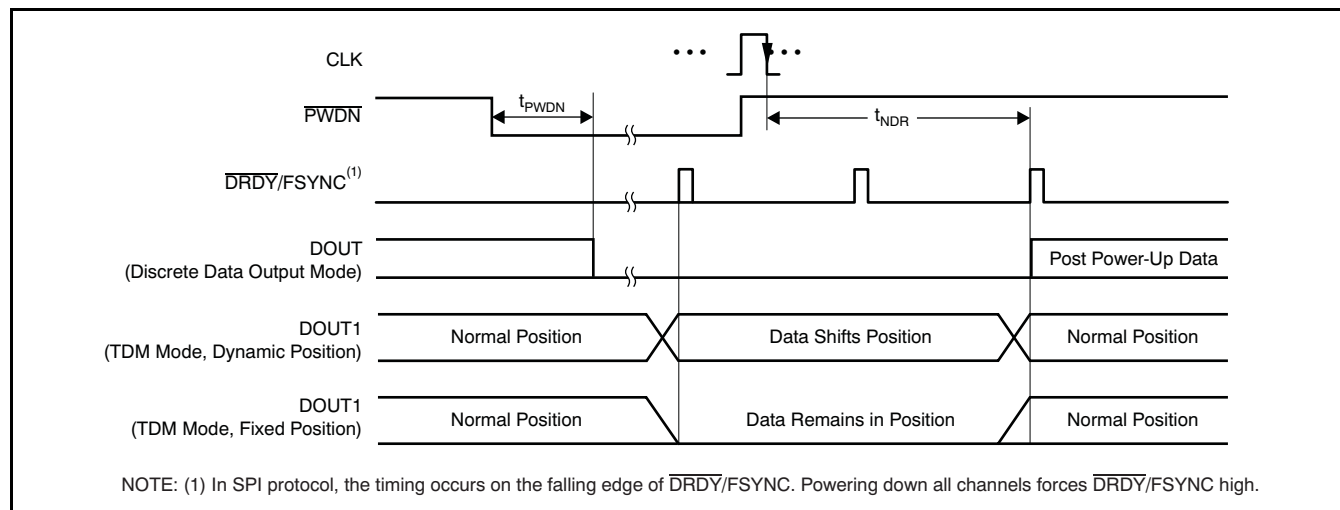 CLK
• • •
• • •
PWDN
tPWDN
tNDR
DRDY/FSYNC(1)
DOUT
(Discrete Data Output Mode)
Post Power-Up Data
DOUT1
(TDM Mode, Dynamic Position)
Normal Position
Data Shifts Position
Normal Position
DOUT1
(TDM Mode, Fixed Position)
Normal Position
Data Remains in Position
Normal Position
NOTE: (1) In SPI protocol, the timing occurs on the falling edge of DRDY/FSYNC. Powering down all channels forces DRDY/FSYNC high.